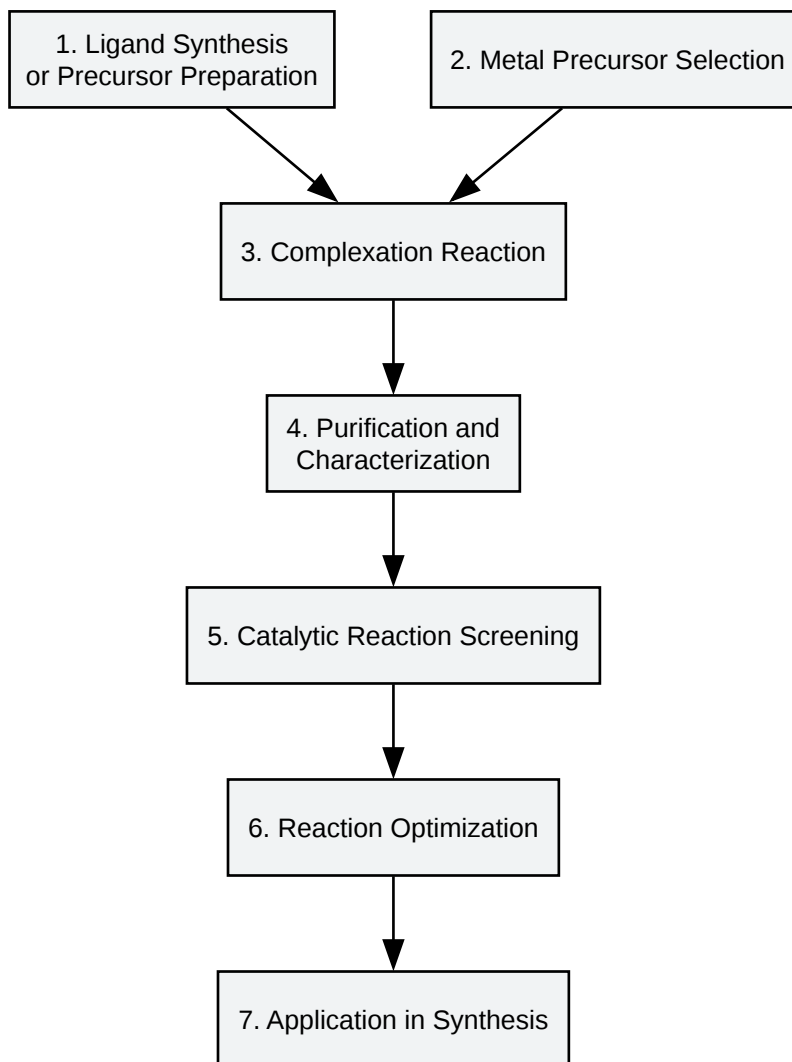 1. Ligand Synthesis
or Precursor Preparation
2. Metal Precursor Selection
3. Complexation Reaction
4. Purification and
Characterization
5. Catalytic Reaction Screening
6. Reaction Optimization
7. Application in Synthesis